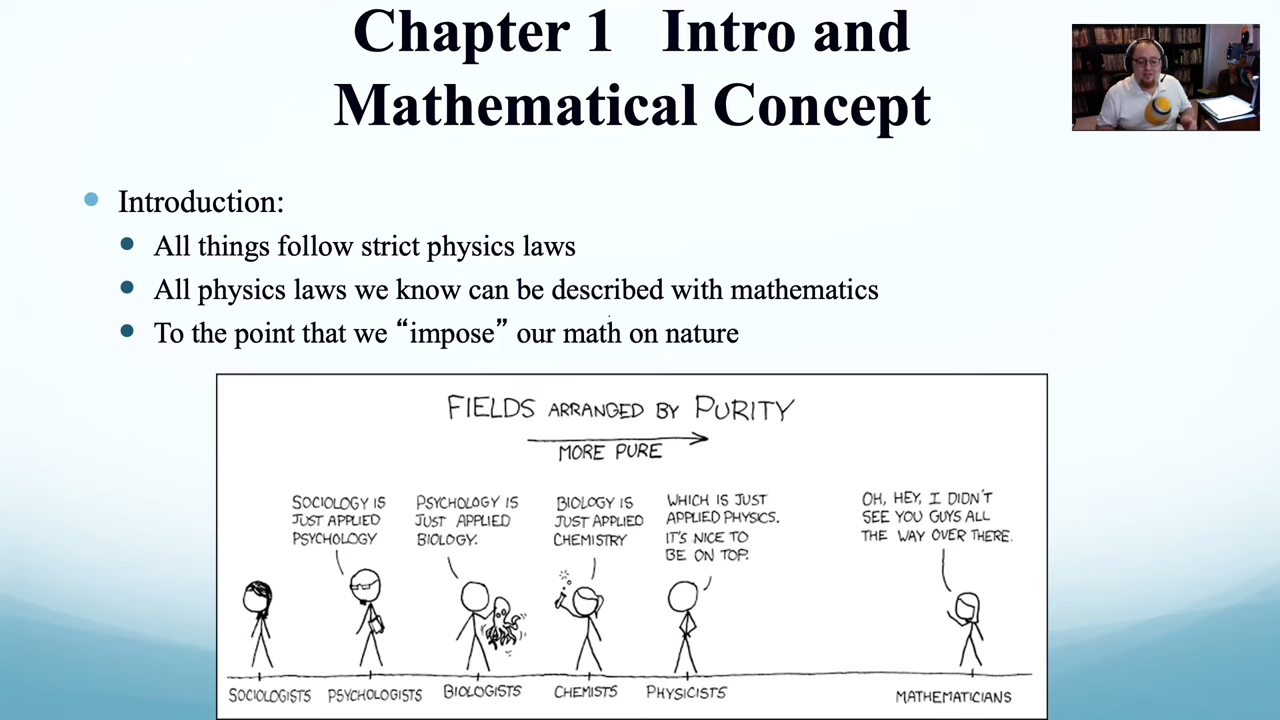 Chapter 1 Intro and
Mathematical Concept
Introduction:
All things follow strict physics laws
All physics laws we know can be described with mathematics
To the point that we “impose” our math on nature
FIELDS ARRANGED BY PURITY
MORE PURE
SOCIOLOGY IS
JUST APPLIED
PSYCHOLOGY
PSYCHOLOGY IS
JUST APPLIED
BIOLOGY.
BIOLOGY IS
JUST APPLIED
CHEMISTRY
WHICH IS JUST
APPLIED PHYSICS.
IT'S NICE TO
BE ON TOP.
OH, HEY, I DIDN'T
SEE YOU GUYS ALL
THE WAY OVER THERE.
SOCIOLOGISTS
PSYCHOLOGISTS
BIOLOGISTS
CHEMISTS
PHYSICISTS
MATHEMATICIANS